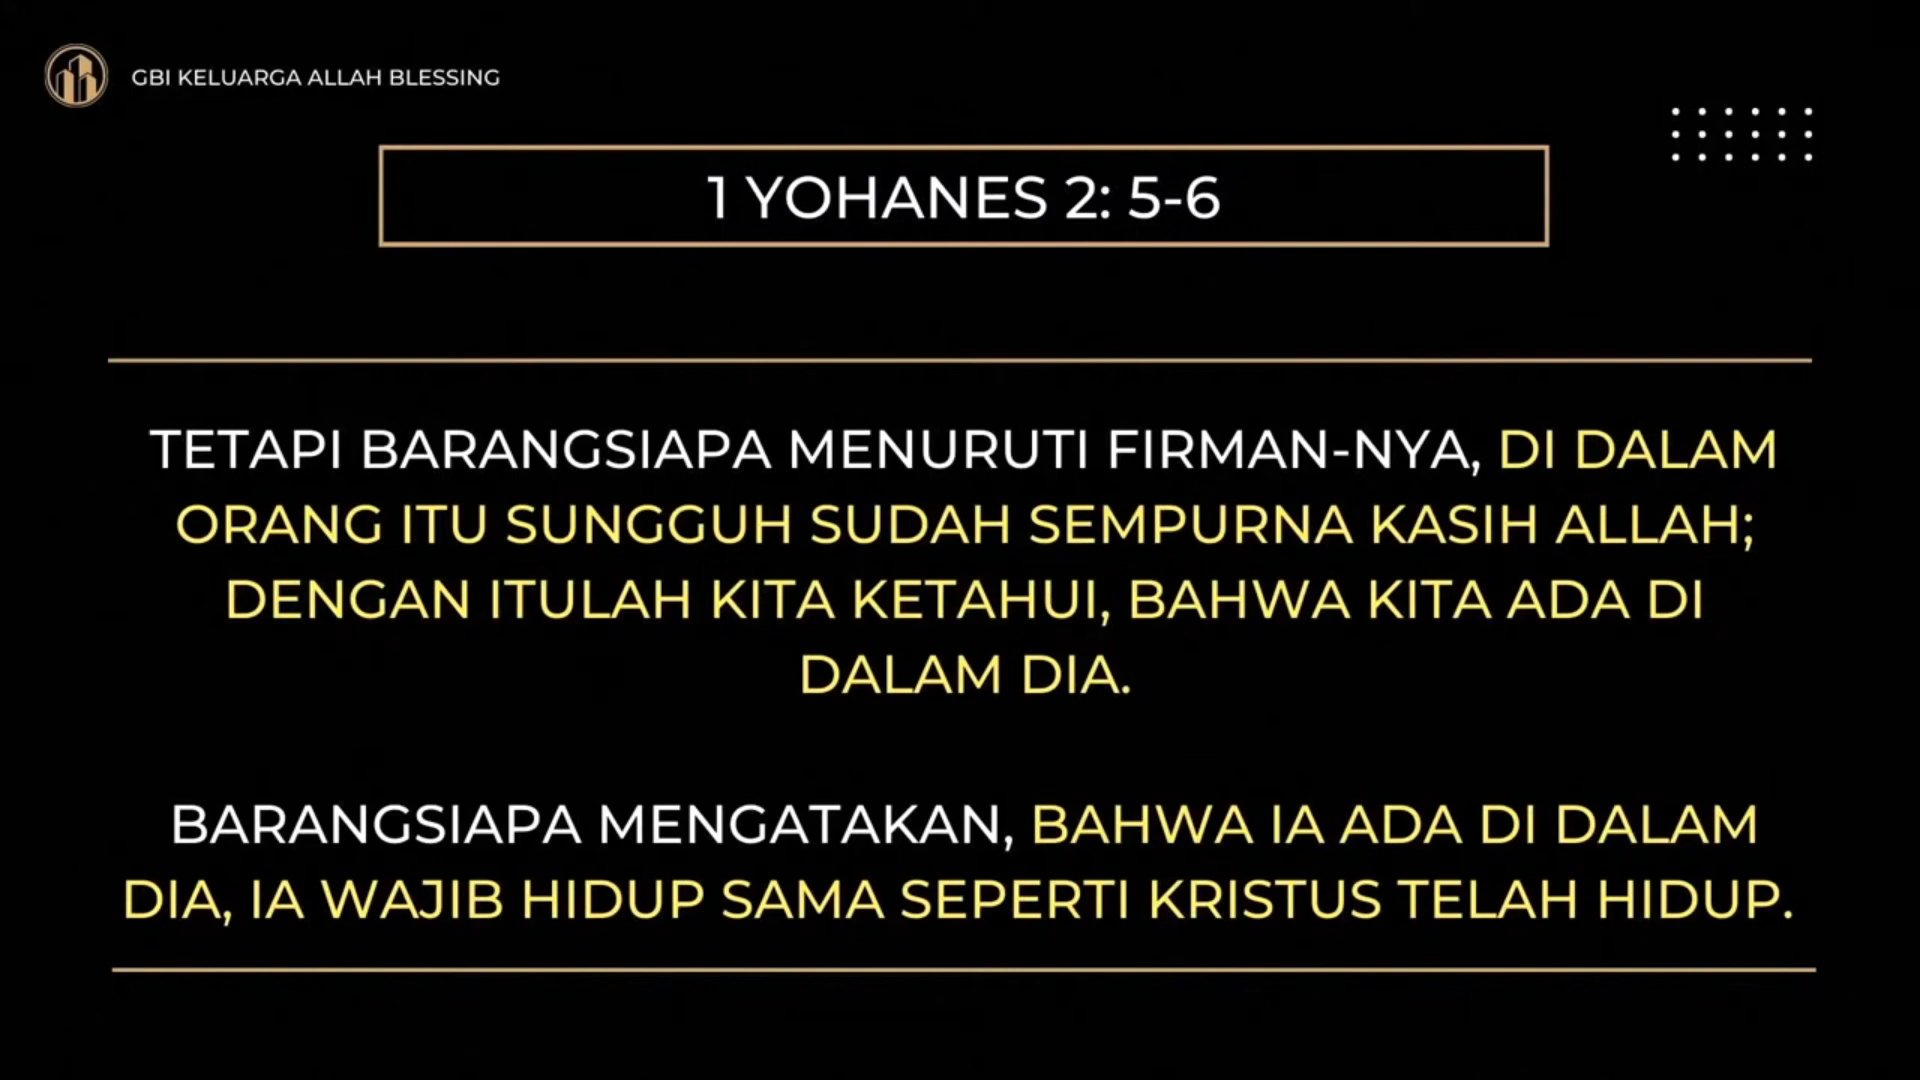 GBI KELUARGA ALLAH BLESSING
1 YOHANES 2: 5-6
TETAPI BARANGSIAPA MENURUTI FIRMAN-NYA, DI DALAM
ORANG ITU SUNGGUH SUDAH SEMPURNA KASIH ALLAH;
DENGAN ITULAH KITA KETAHUI, BAHWA KITA ADA DI
DALAM DIA.
BARANGSIAPA MENGATAKAN, BAHWA IA ADA DI DALAM
DIA, IA WAJIB HIDUP SAMA SEPERTI KRISTUS TELAH HIDUP.